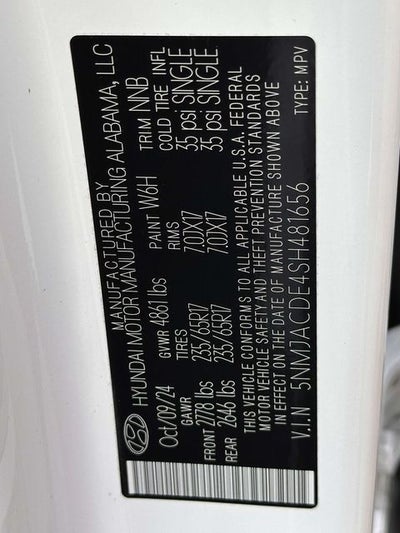 MANUFACTURED BY
HYUNDAI MOTOR MANUFACTURING ALABAMA, LLC
Oct/09/24 GVWR 4861 lbs PAINT W6H TRIM NNB
GAWR TIRES RIMS COLD TIRE INFL
FRONT 2778 lbs 235/65R17 7.0JX17 35 psi SINGLE
REAR 2646 lbs 235/65R17 7.0JX17 35 psi SINGLE
THIS VEHICLE CONFORMS TO ALL APPLICABLE U.S.A. FEDERAL
MOTOR VEHICLE SAFETY AND THEFT PREVENTION STANDARDS
IN EFFECT ON THE DATE OF MANUFACTURE SHOWN ABOVE
V.I.N 5NMJACDE4SH481656 TYPE: MPV